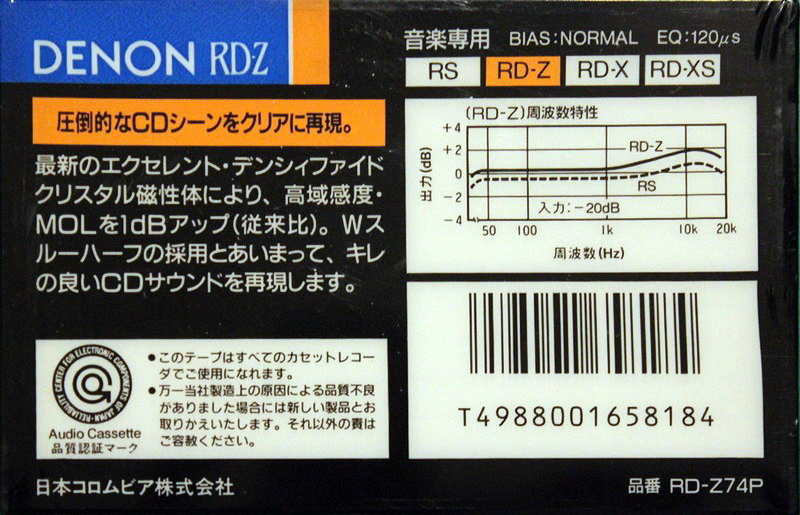 DENON RD-Z
圧倒的なCDシーンをクリアに再現。
最新のエクセレント・デンシィファイド
クリスタル磁性体により、高域感度・
MOLを1dBアップ(従来比)。Wス
ルーハーフの採用とあいまって、キレ
の良いCDサウンドを再現します。
音楽専用 BIAS:NORMAL EQ:120μs
RS RD-Z RD-X RD-XS
(RD-Z)周波数特性
出力(dB)
+4
+2
0
-2
-4
RD-Z
RS
入力:-20dB
50 100 1k 10k 20k
周波数(Hz)
RELIABILITY CENTER FOR ELECTRONIC COMPONENTS OF JAPAN
Audio Cassette
品質認証マーク
●このテープはすべてのカセットレコー
ダでご使用になれます。
●万一当社製造上の原因による品質不良
がありました場合には新しい製品とお
取りかえいたします。それ以外の責は
ご容赦ください。
T4988001658184
日本コロムビア株式会社
品番 RD-Z74P